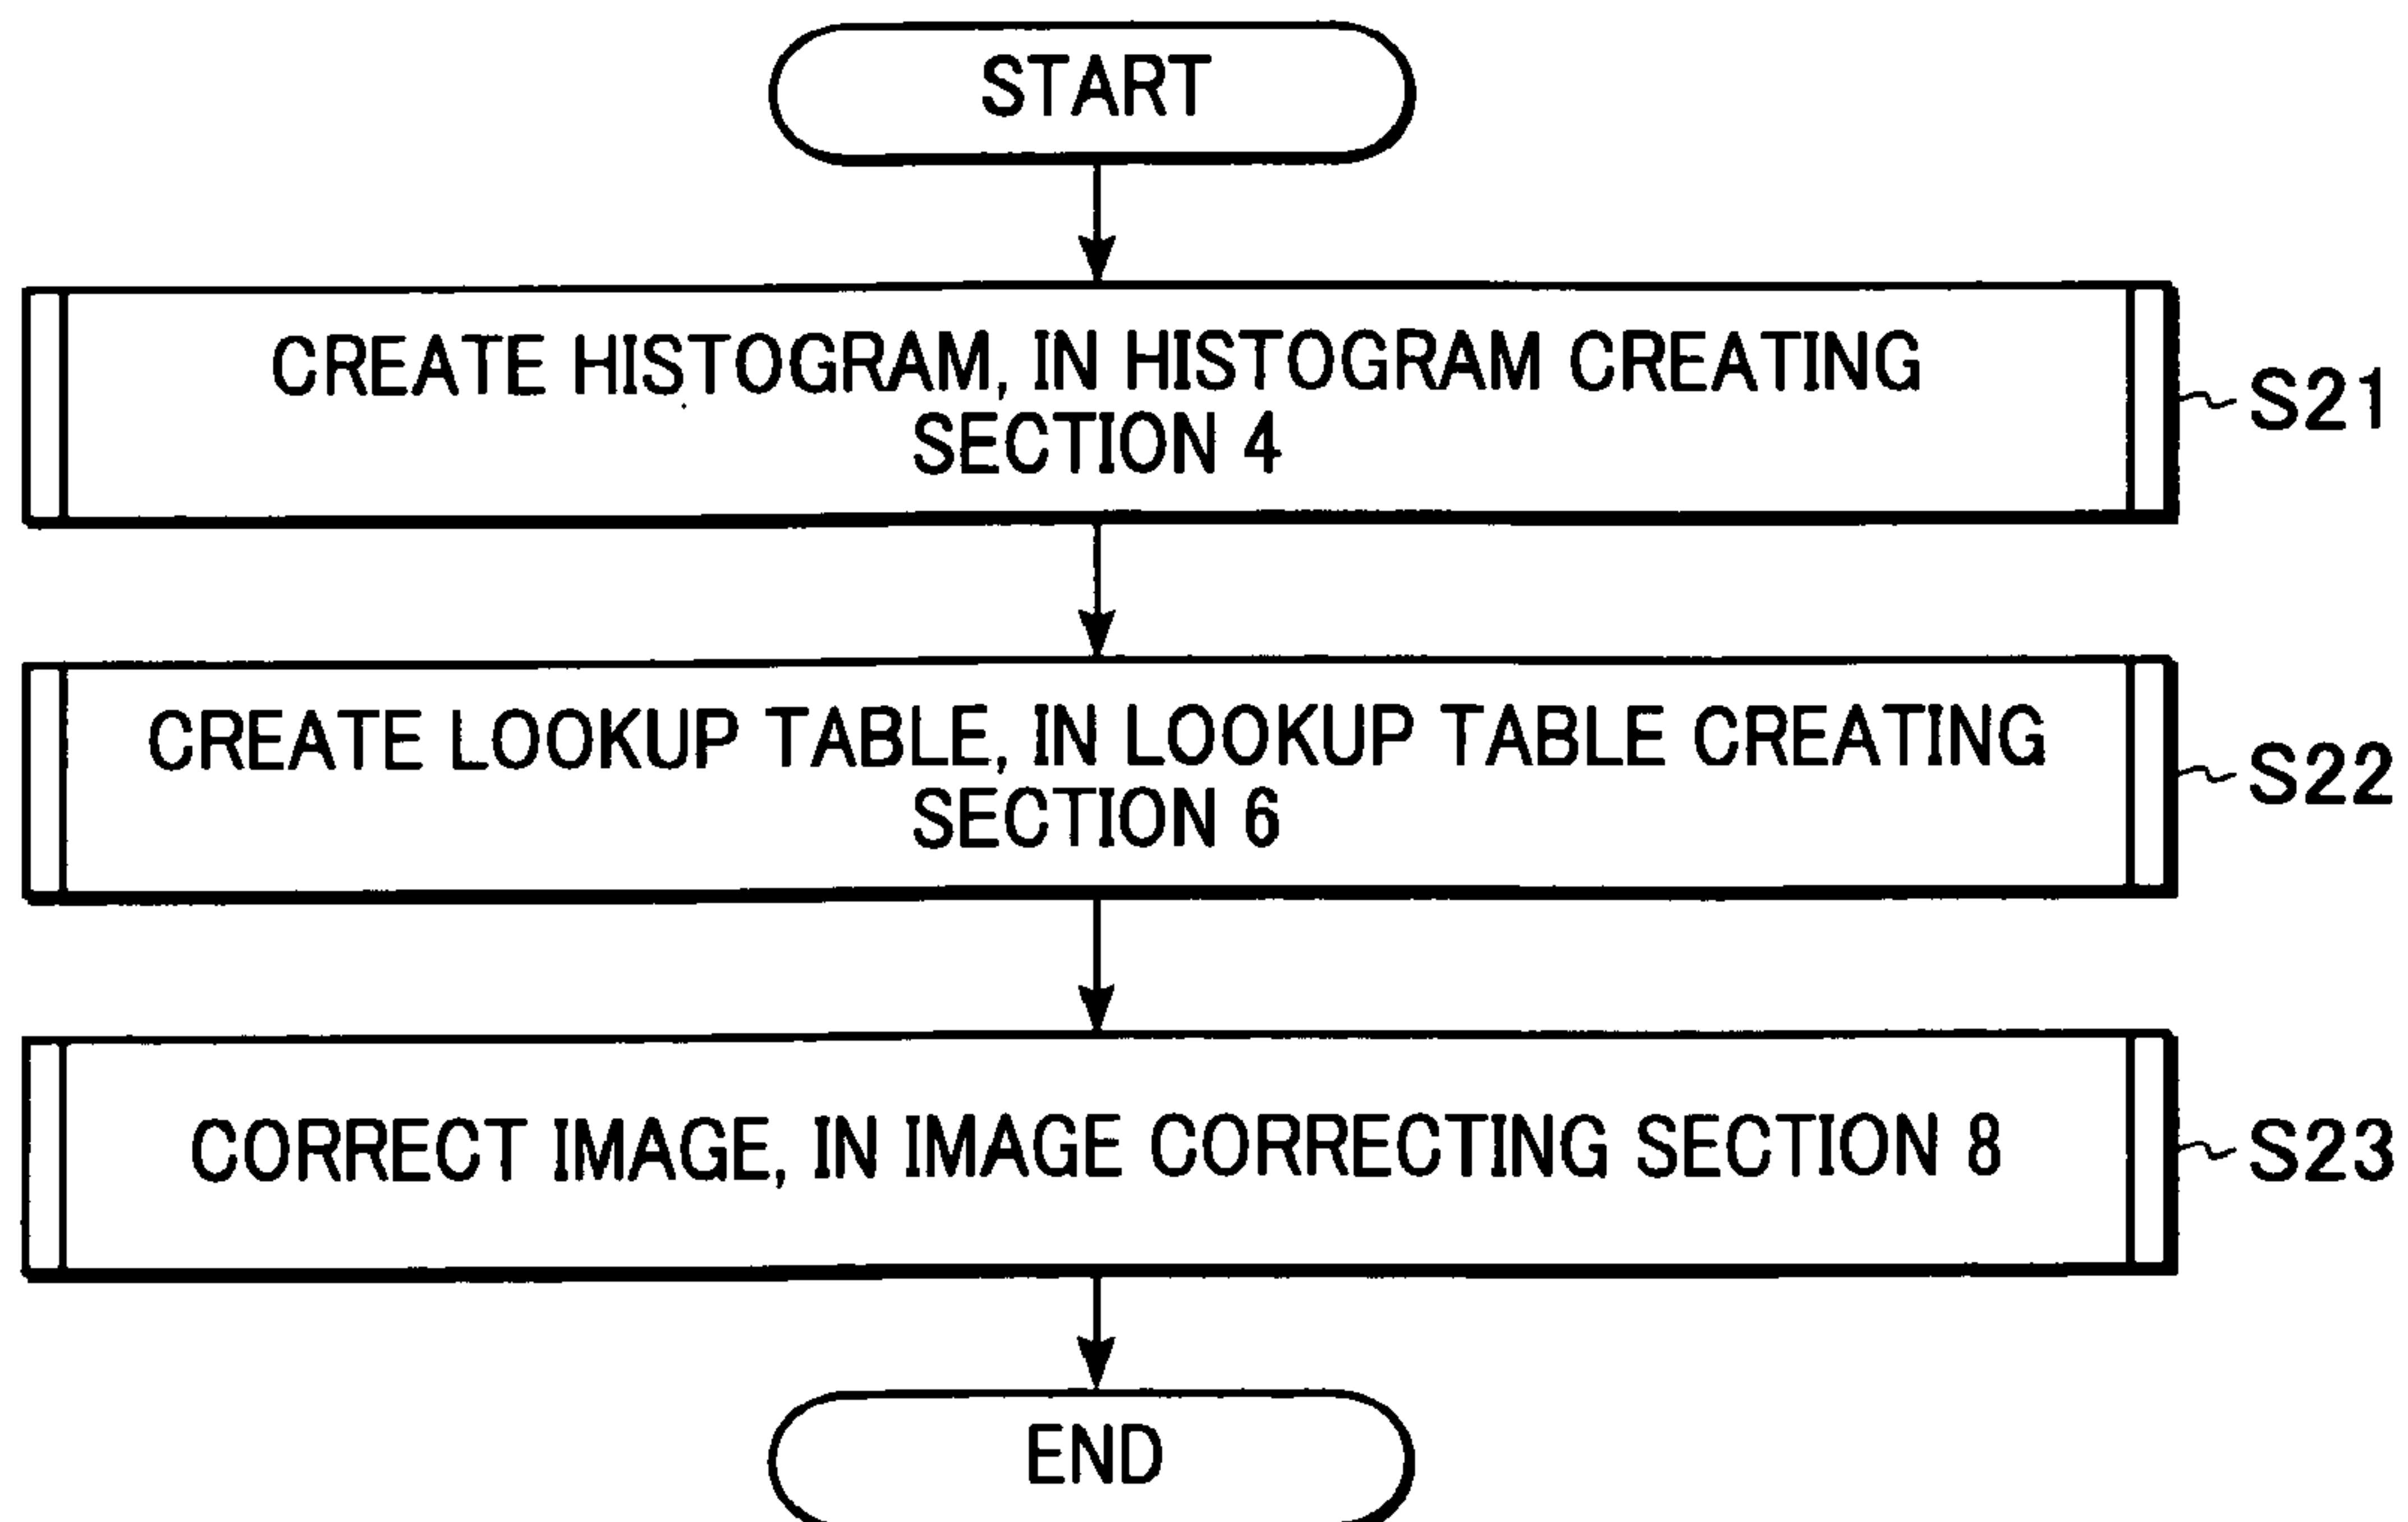 START
CREATE HISTOGRAM, IN HISTOGRAM CREATING
SECTION 4
S21
CREATE LOOKUP TABLE, IN LOOKUP TABLE CREATING
SECTION 6
S22
CORRECT IMAGE, IN IMAGE CORRECTING SECTION 8
S23
END